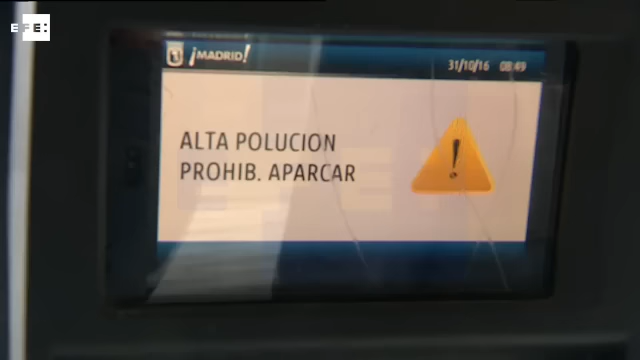 EFE:
¡MADRID!
31/10/16 08:49
ALTA POLUCION
PROHIB. APARCAR